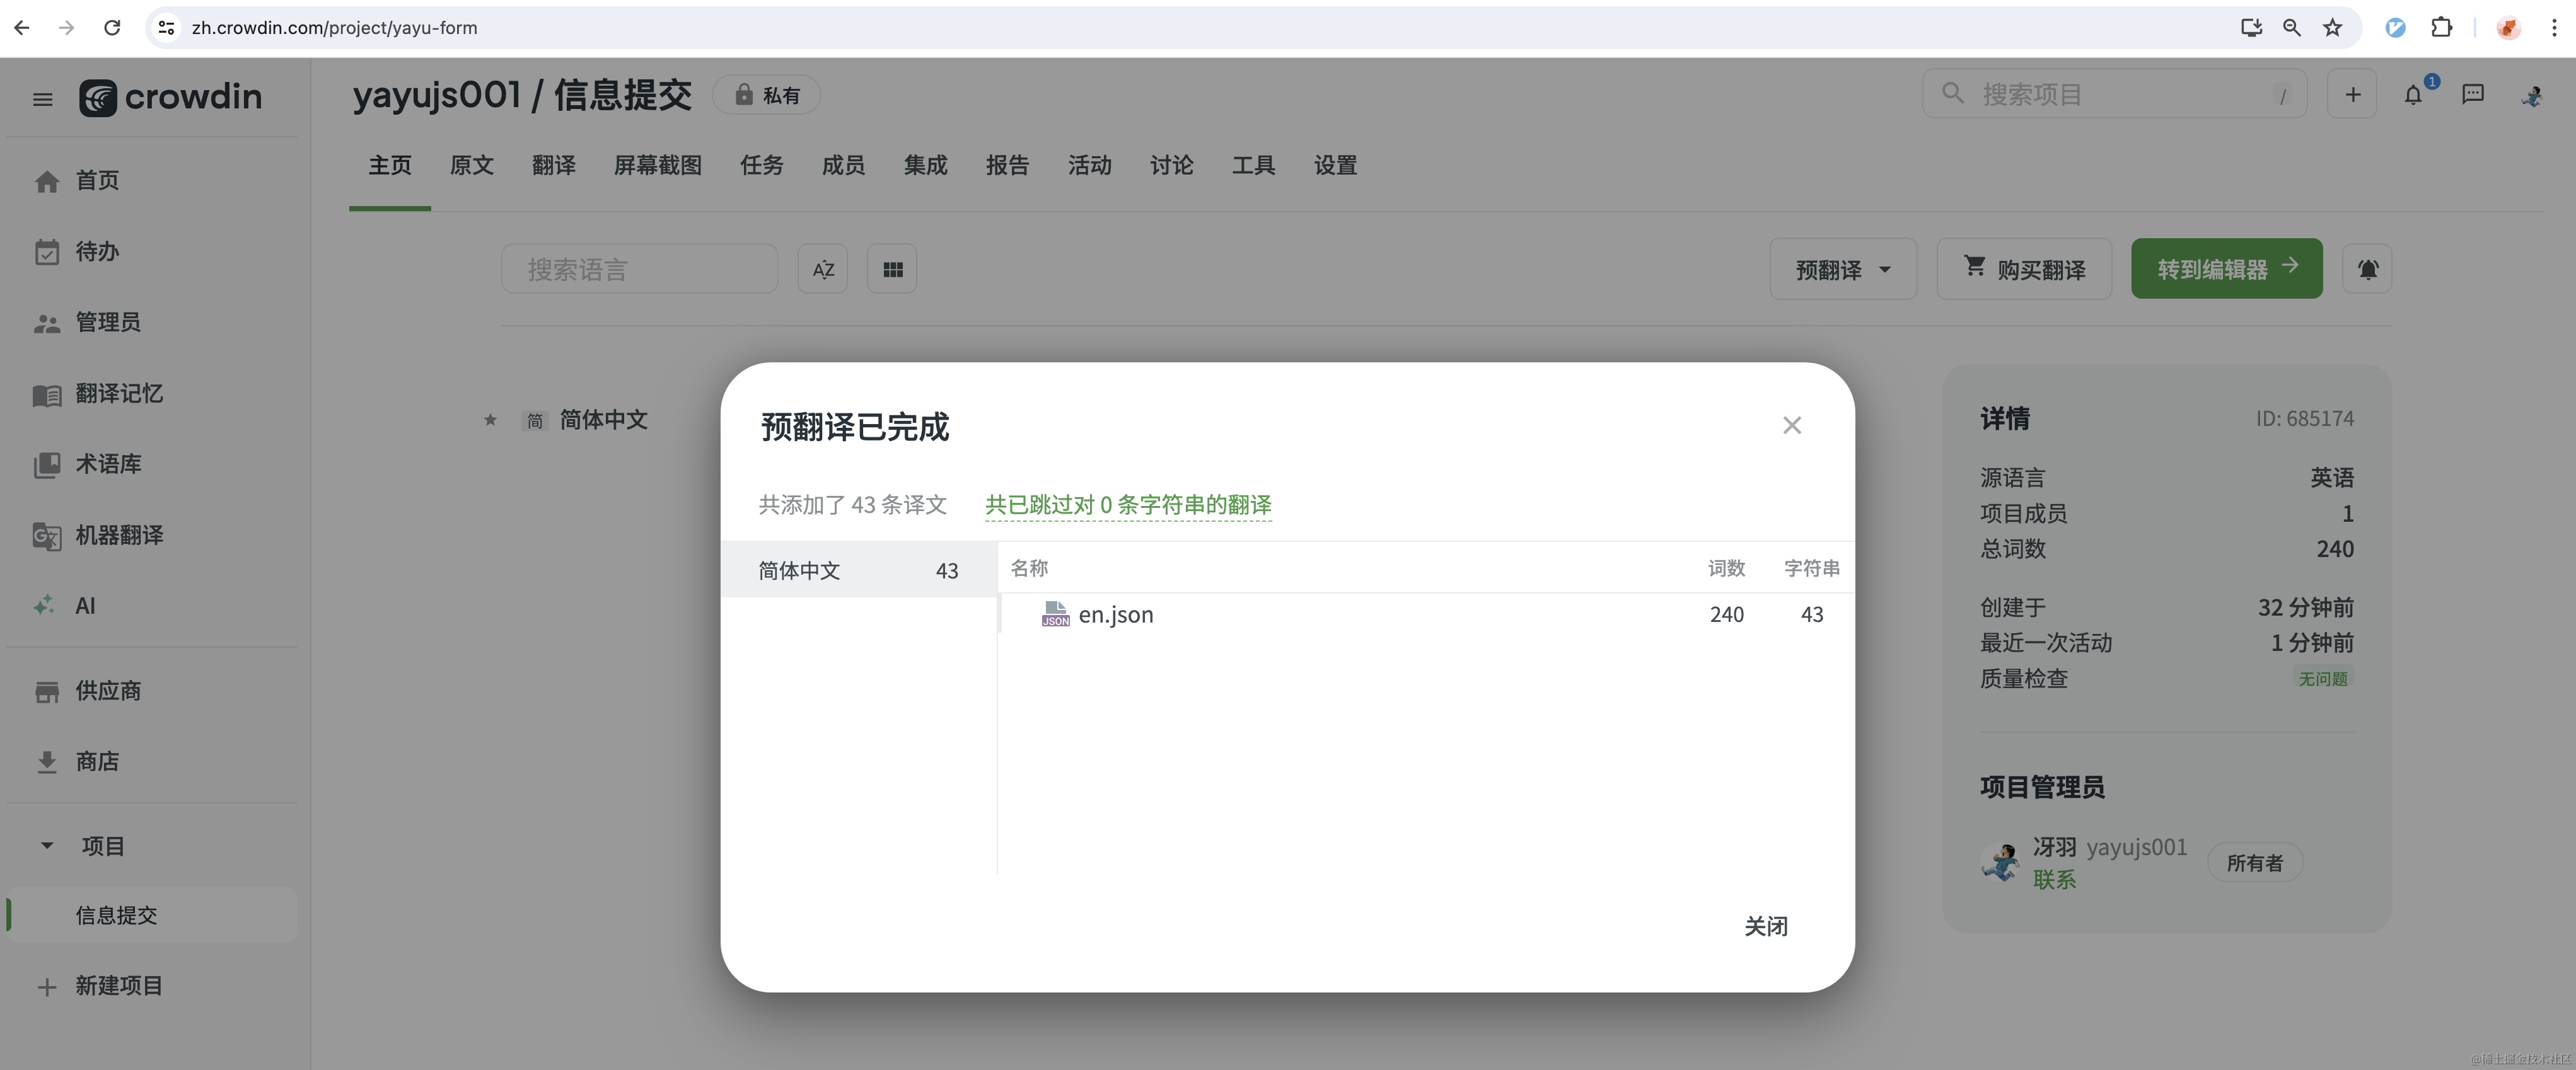 zh.crowdin.com/project/yayu-form
crowdin
yayujs001 / 信息提交 私有
搜索项目 /
1
主页 原文 翻译 屏幕截图 任务 成员 集成 报告 活动 讨论 工具 设置
首页
待办
管理员
翻译记忆
术语库
机器翻译
AI
供应商
商店
项目
信息提交
新建项目
搜索语言
AZ
预翻译
购买翻译
转到编辑器
简 简体中文
预翻译已完成
共添加了 43 条译文 共已跳过对 0 条字符串的翻译
简体中文 43
名称 词数 字符串
JSON en.json 240 43
关闭
详情 ID: 685174
源语言 英语
项目成员 1
总词数 240
创建于 32 分钟前
最近一次活动 1 分钟前
质量检查 无问题
项目管理员
冴羽 yayujs001 所有者
联系
@稀土掘金技术社区